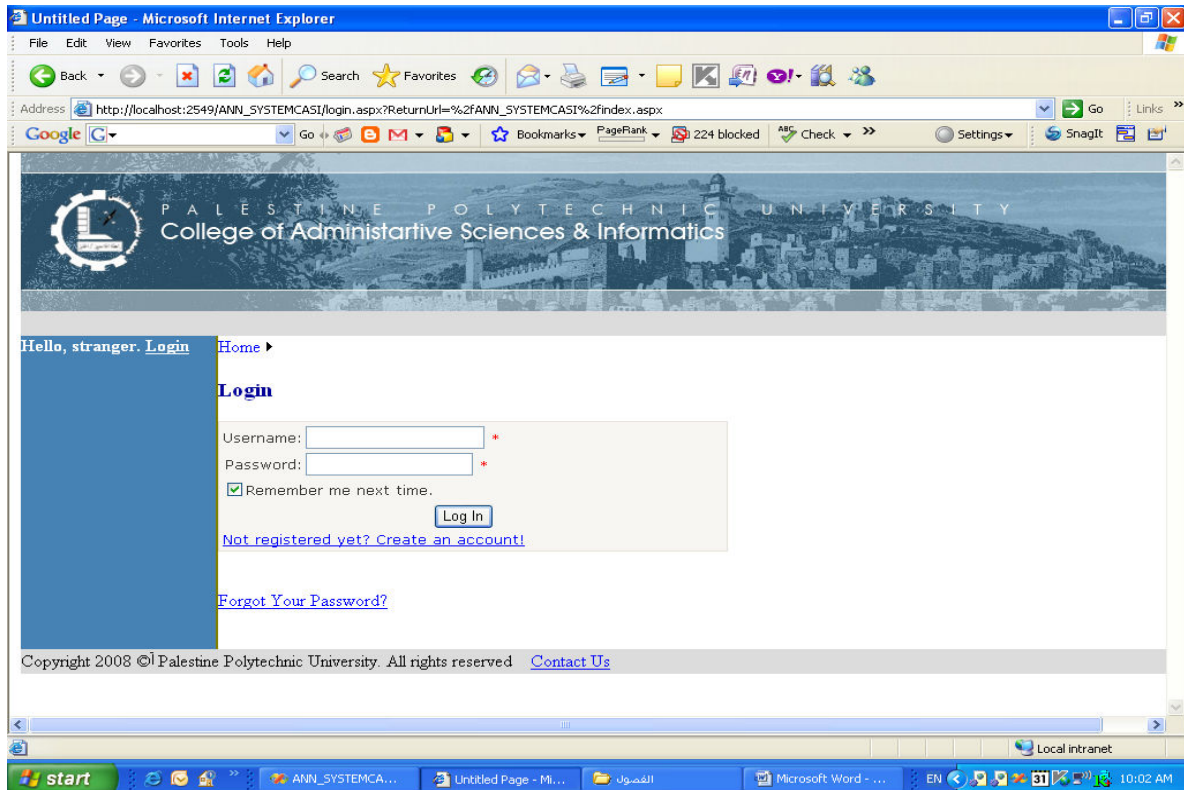 Untitled Page - Microsoft Internet Explorer
File Edit View Favorites Tools Help
Back Search Favorites
Address http://localhost:2549/ANN_SYSTEMCASI/login.aspx?ReturnUrl=%2fANN_SYSTEMCASI%2findex.aspx Go Links »
Google G Go Bookmarks PageRank 224 blocked ABC Check » Settings SnagIt
PALESTINE POLYTECHNIC UNIVERSITY
College of Administartive Sciences & Informatics
Hello, stranger. Login
Home
Login
Username: *
Password: *
Remember me next time.
Log In
Not registered yet? Create an account!
Forgot Your Password?
Copyright 2008 © Palestine Polytechnic University. All rights reserved Contact Us
Local intranet
start » ANN_SYSTEMCA... Untitled Page - Mi... الفصول Microsoft Word - ... EN 31 10:02 AM